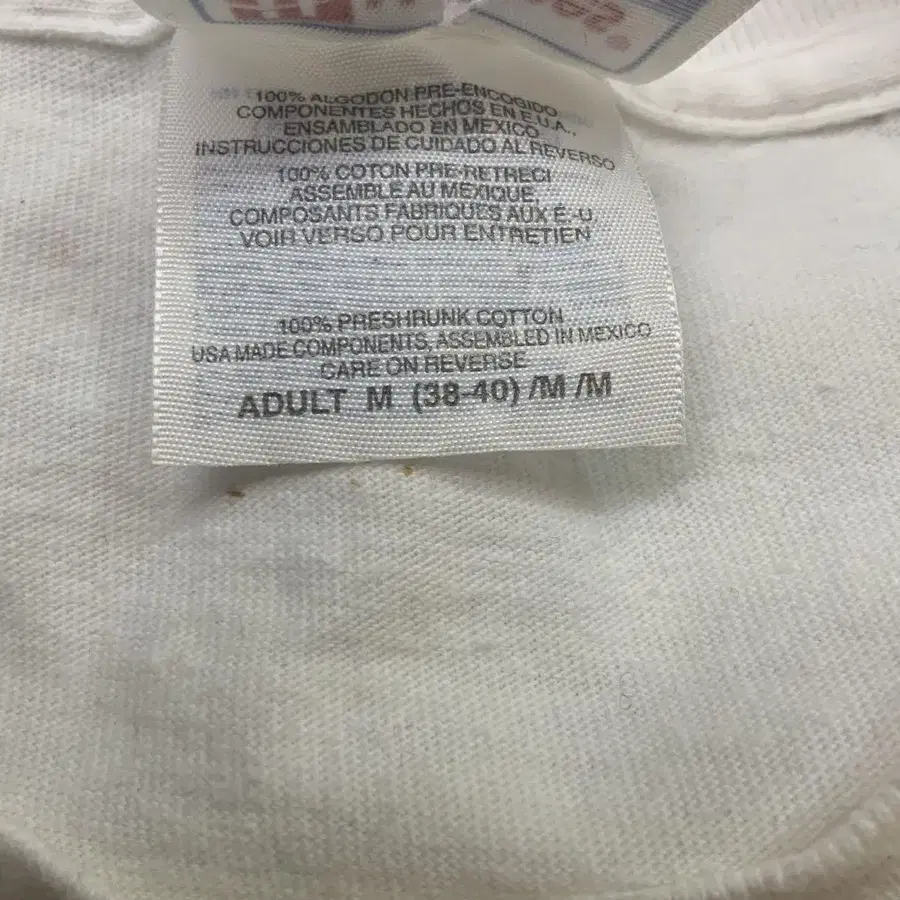 100% ALGODON PRE-ENCOGIDO.
COMPONENTES HECHOS EN E.U.A.,
ENSAMBLADO EN MEXICO
INSTRUCCIONES DE CUIDADO AL REVERSO
100% COTON PRE-RETRECI
ASSEMBLE AU MEXIQUE,
COMPOSANTS FABRIQUES AUX E.-U.
VOIR VERSO POUR ENTRETIEN
100% PRESHRUNK COTTON
USA MADE COMPONENTS, ASSEMBLED IN MEXICO
CARE ON REVERSE
ADULT M (38-40) /M /M